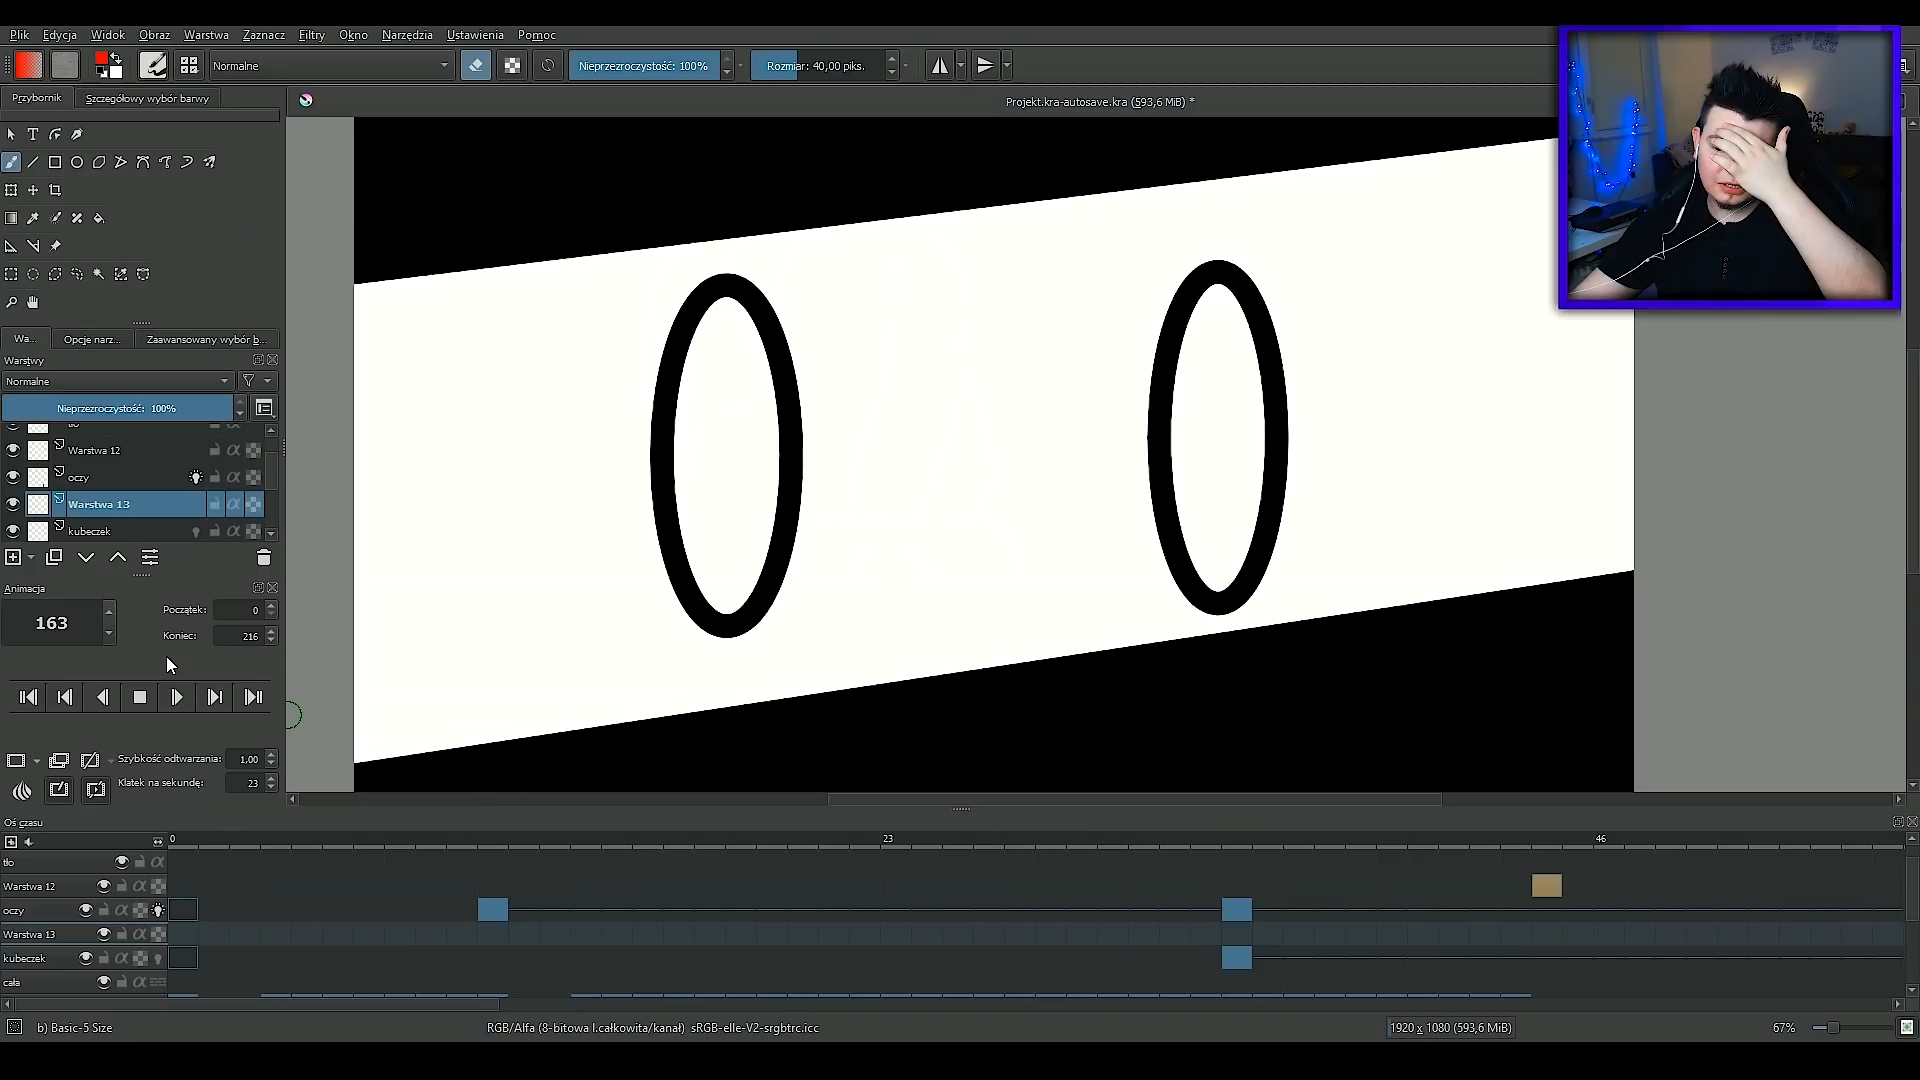 Plik Edycja Widok Obraz Warstwa Zaznacz Filtry Okno Narzędzia Ustawienia Pomoc
Normalne
Nieprzezroczystość: 100%
Rozmiar: 40,00 piks.
Przybornik
Szczegółowy wybór barwy
Projekt.kra-autosave.kra (593,6 MiB) *
Wa...
Opcje narz...
Zaawansowany wybór b...
Warstwy
Normalne
Nieprzezroczystość: 100%
tło
Warstwa 12
oczy
Warstwa 13
kubeczek
Animacja
163
Początek: 0
Koniec: 216
Szybkość odtwarzania: 1,00
Klatek na sekundę: 23
Oś czasu
0 23 46
tło
Warstwa 12
oczy
Warstwa 13
kubeczek
cała
b) Basic-5 Size
RGB/Alfa (8-bitowa l.całkowita/kanał) sRGB-elle-V2-srgbtrc.icc
1920 x 1080 (593,6 MiB)
67%